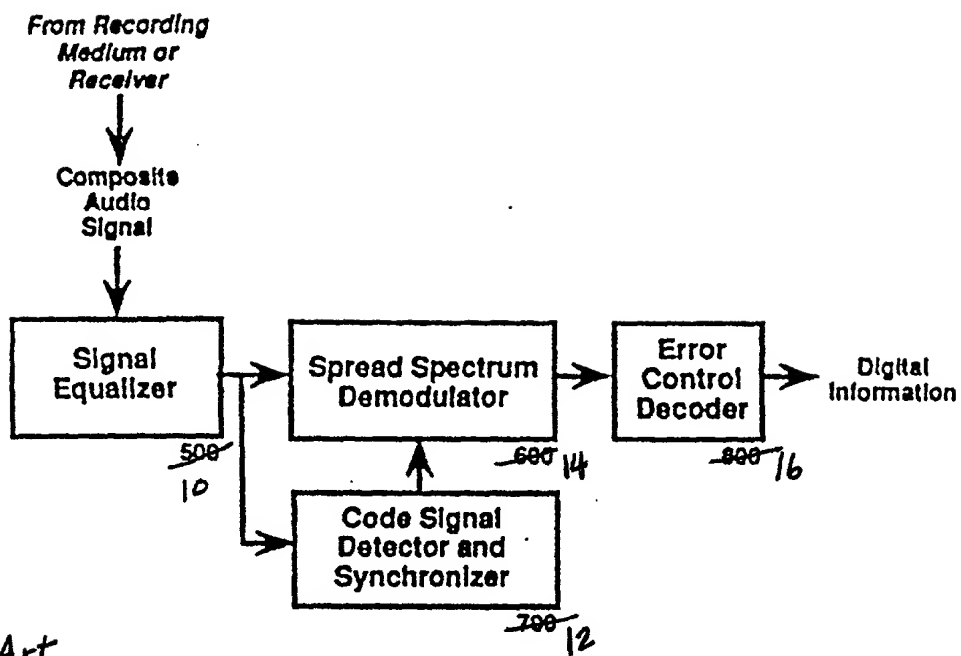 From Recording
Medium or
Receiver
Composite
Audio
Signal
Signal
Equalizer
500
10
Spread Spectrum
Demodulator
600
14
Error
Control
Decoder
800
16
Digital
Information
Code Signal
Detector and
Synchronizer
700
12
Art